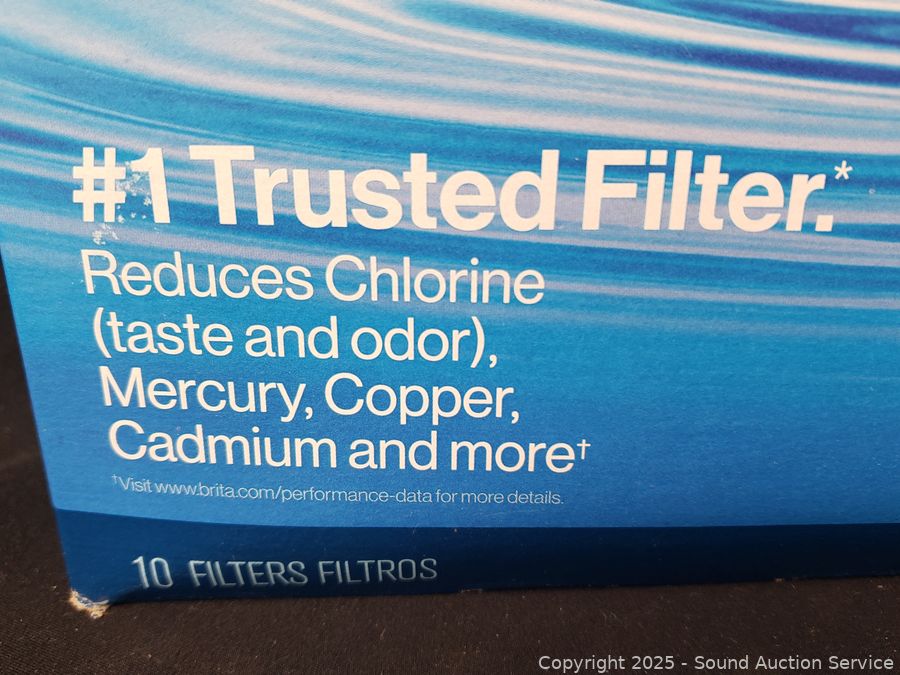 #1 Trusted Filter.*
Reduces Chlorine
(taste and odor),
Mercury, Copper,
Cadmium and more†
†Visit www.brita.com/performance-data for more details.
10 FILTERS FILTROS
Copyright 2025 - Sound Auction Service